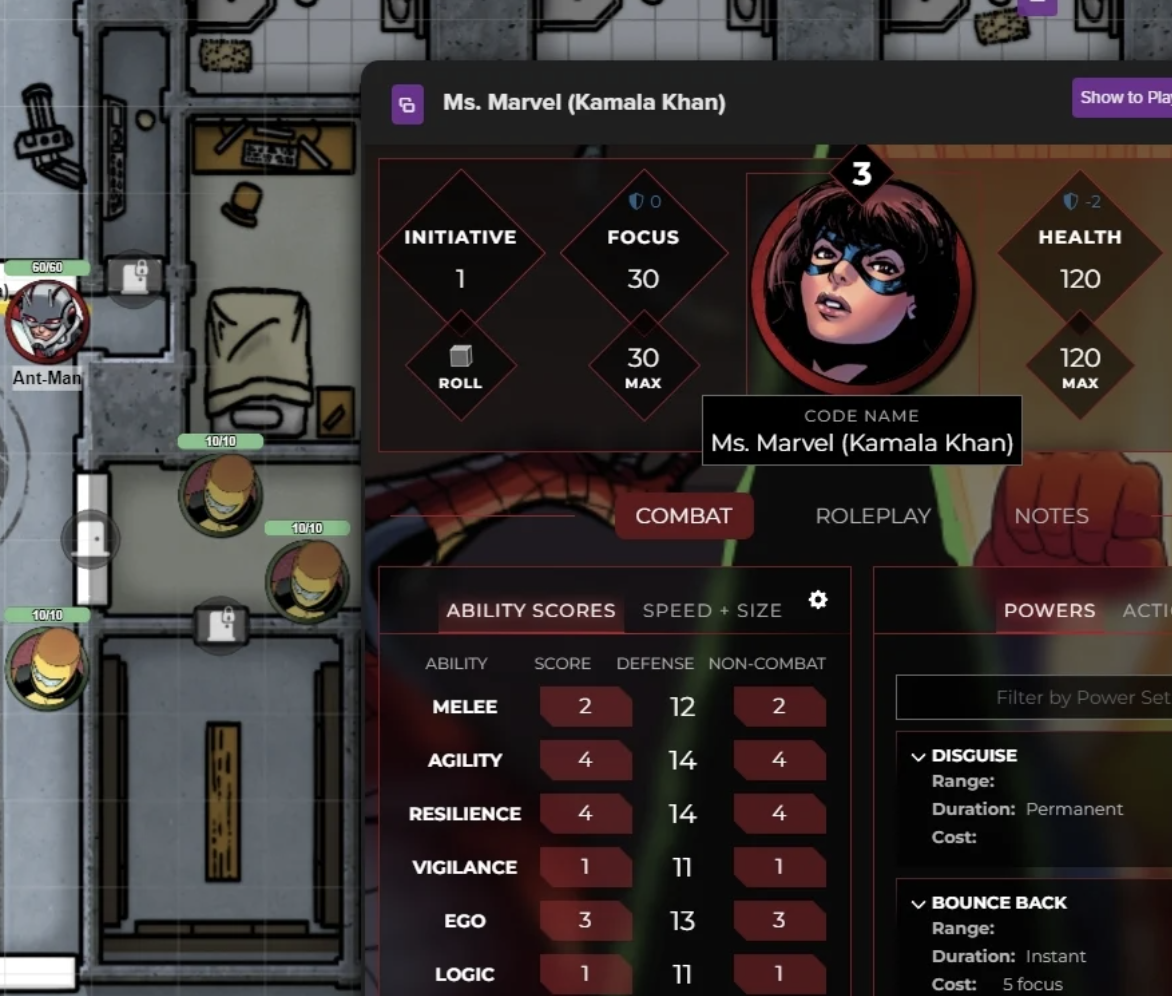 Ms. Marvel (Kamala Khan)
Show to Pla
3
INITIATIVE
1
ROLL
0
FOCUS
30
30
MAX
-2
HEALTH
120
120
MAX
CODE NAME
Ms. Marvel (Kamala Khan)
60/60
Ant-Man
10/10
10/10
10/10
COMBAT ROLEPLAY NOTES
ABILITY SCORES SPEED + SIZE
ABILITY SCORE DEFENSE NON-COMBAT
MELEE 2 12 2
AGILITY 4 14 4
RESILIENCE 4 14 4
VIGILANCE 1 11 1
EGO 3 13 3
LOGIC 1 11 1
POWERS ACTI
Filter by Power Set
DISGUISE
Range:
Duration: Permanent
Cost:
BOUNCE BACK
Range:
Duration: Instant
Cost: 5 focus